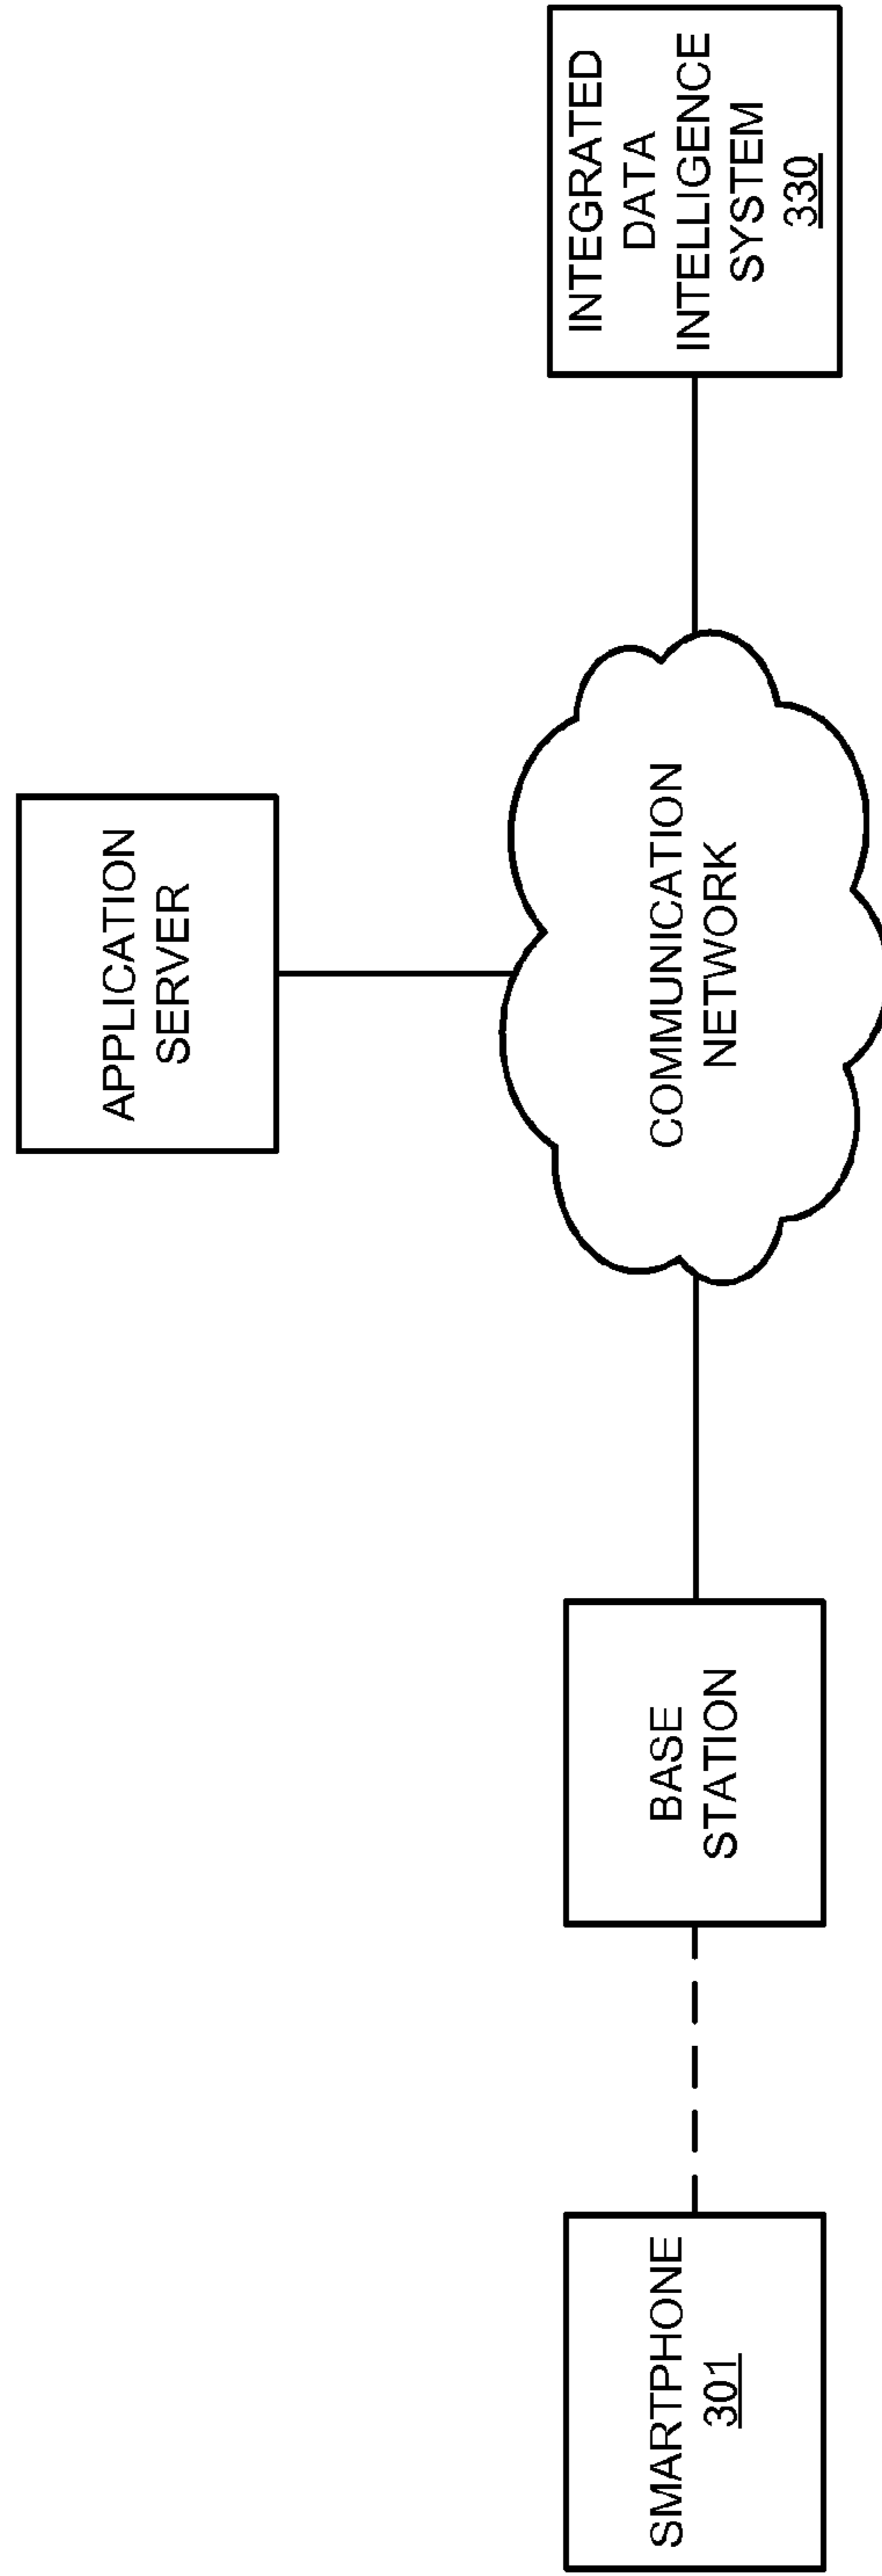 APPLICATION
SERVER
SMARTPHONE
301
BASE
STATION
COMMUNICATION
NETWORK
INTEGRATED
DATA
INTELLIGENCE
SYSTEM
330